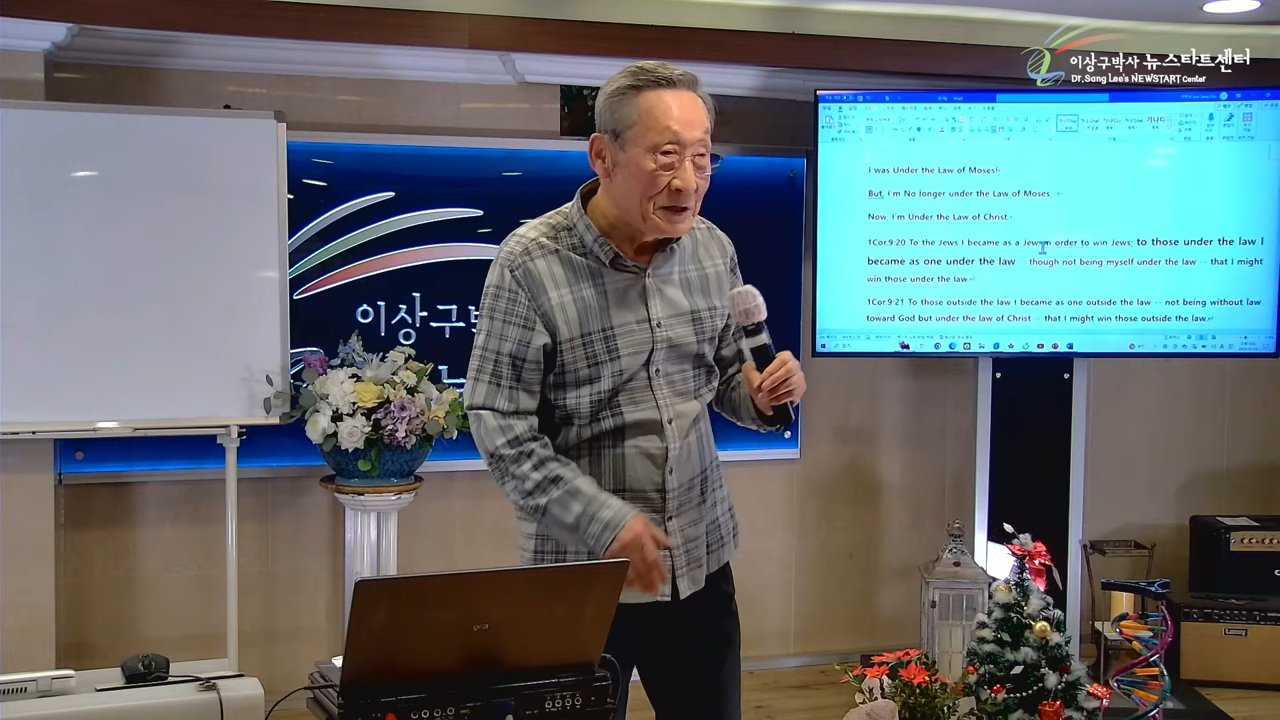 이상구박사 뉴스타트센터
Dr. Sang Lee's NEWSTART Center
I was Under the Law of Moses!
But, I'm No longer under the Law of Moses,
Now, I'm Under the Law of Christ
1Cor.9:20 To the Jews I became as a Jew in order to win Jews; to those under the law I
became as one under the law though not being myself under the law -- that I might
win those under the law
1Cor.9:21 To those outside the law I became as one outside the law -- not being without law
toward God but under the law of Christ -- that I might win those outside the law.
이상구
gra
Laney